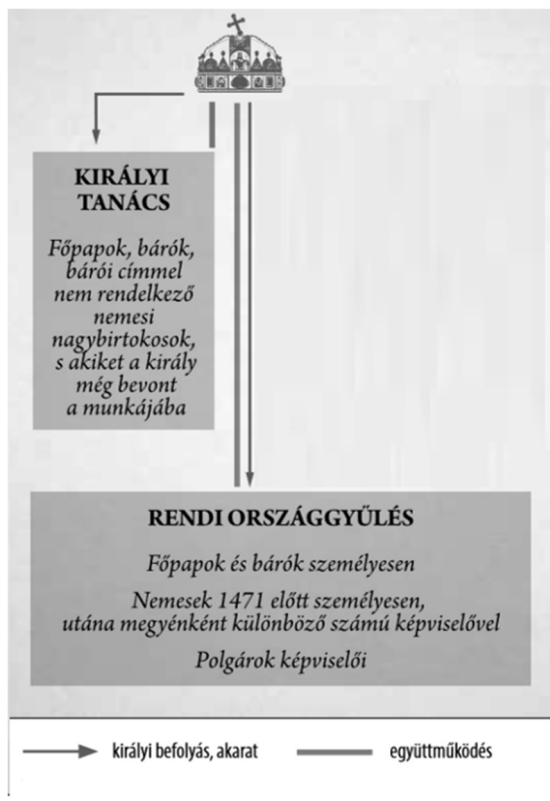 KIRÁLYI
TANÁCS
Főpapok, bárók,
bárói címmel
nem rendelkező
nemesi
nagybirtokosok,
s akiket a király
még bevont
a munkájába
RENDI ORSZÁGGYŰLÉS
Főpapok és bárók személyesen
Nemesek 1471 előtt személyesen,
utána megyénként különböző számú képviselővel
Polgárok képviselői
királyi befolyás, akarat
együttműködés